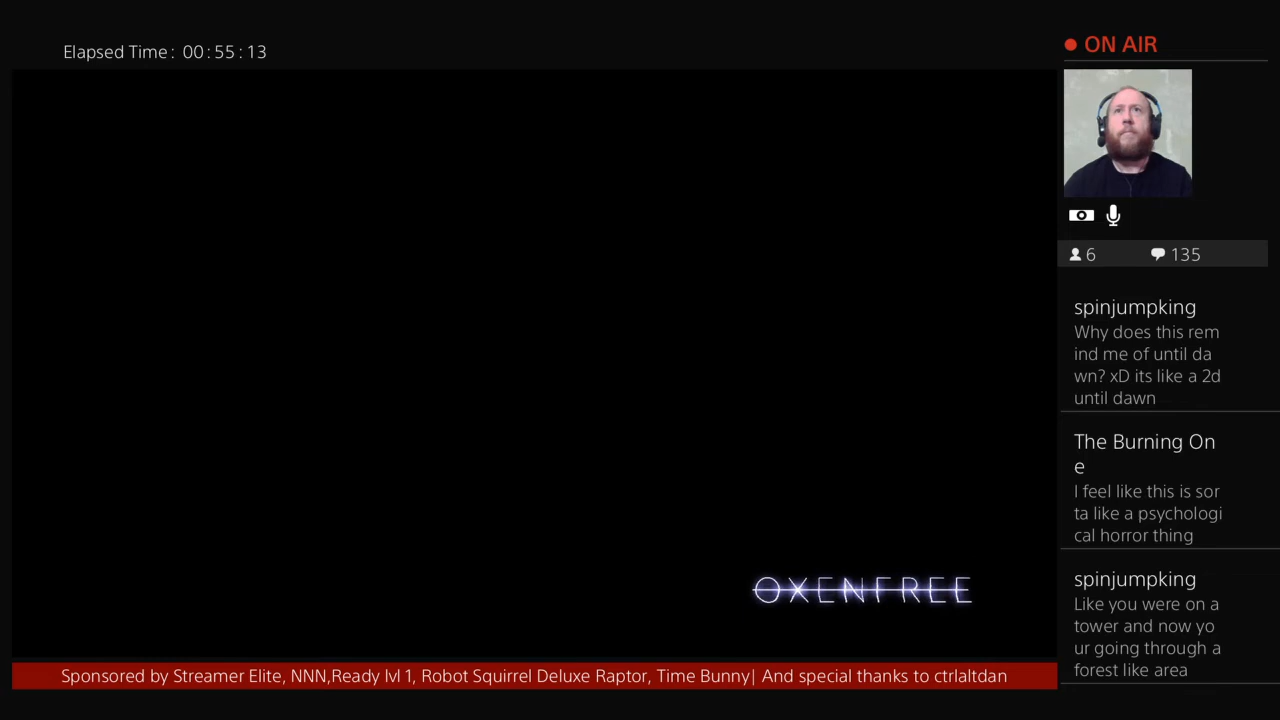 Elapsed Time: 00:55:13
ON AIR
6
135
spinjumpking
Why does this rem
ind me of until da
wn? xD its like a 2d
until dawn
The Burning On
e
I feel like this is sor
ta like a psychologi
cal horror thing
spinjumpking
Like you were on a
tower and now yo
ur going through a
forest like area
OXENFREE
Sponsored by Streamer Elite, NNN,Ready lvl 1, Robot Squirrel Deluxe Raptor, Time Bunny| And special thanks to ctrlaltdan